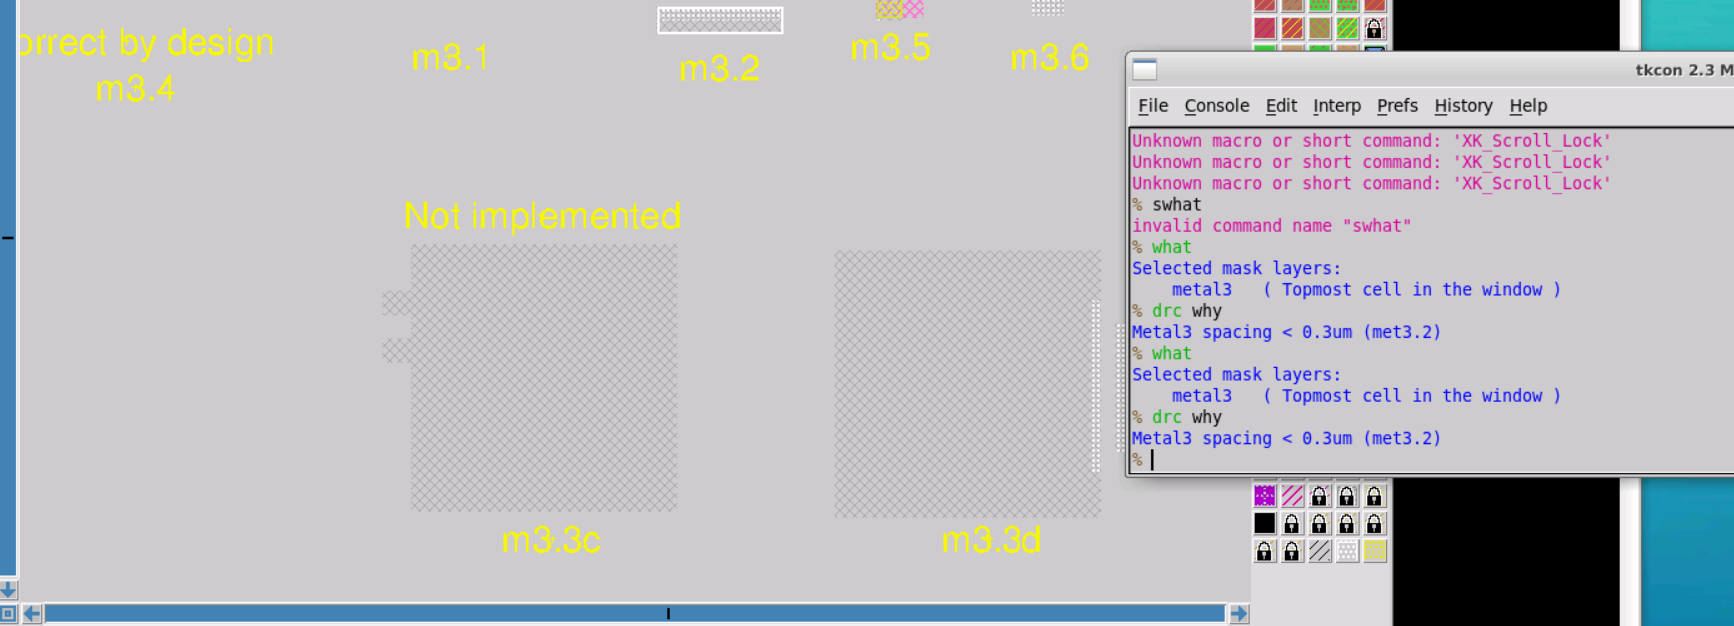 orrect by design
m3.4
m3.1
m3.2
m3.5
m3.6
Not implemented
m3.3c
m3.3d
tkcon 2.3 M
File Console Edit Interp Prefs History Help
Unknown macro or short command: 'XK_Scroll_Lock'
Unknown macro or short command: 'XK_Scroll_Lock'
Unknown macro or short command: 'XK_Scroll_Lock'
% swhat
invalid command name "swhat"
% what
Selected mask layers:
metal3 ( Topmost cell in the window )
% drc why
Metal3 spacing < 0.3um (met3.2)
% what
Selected mask layers:
metal3 ( Topmost cell in the window )
% drc why
Metal3 spacing < 0.3um (met3.2)
%